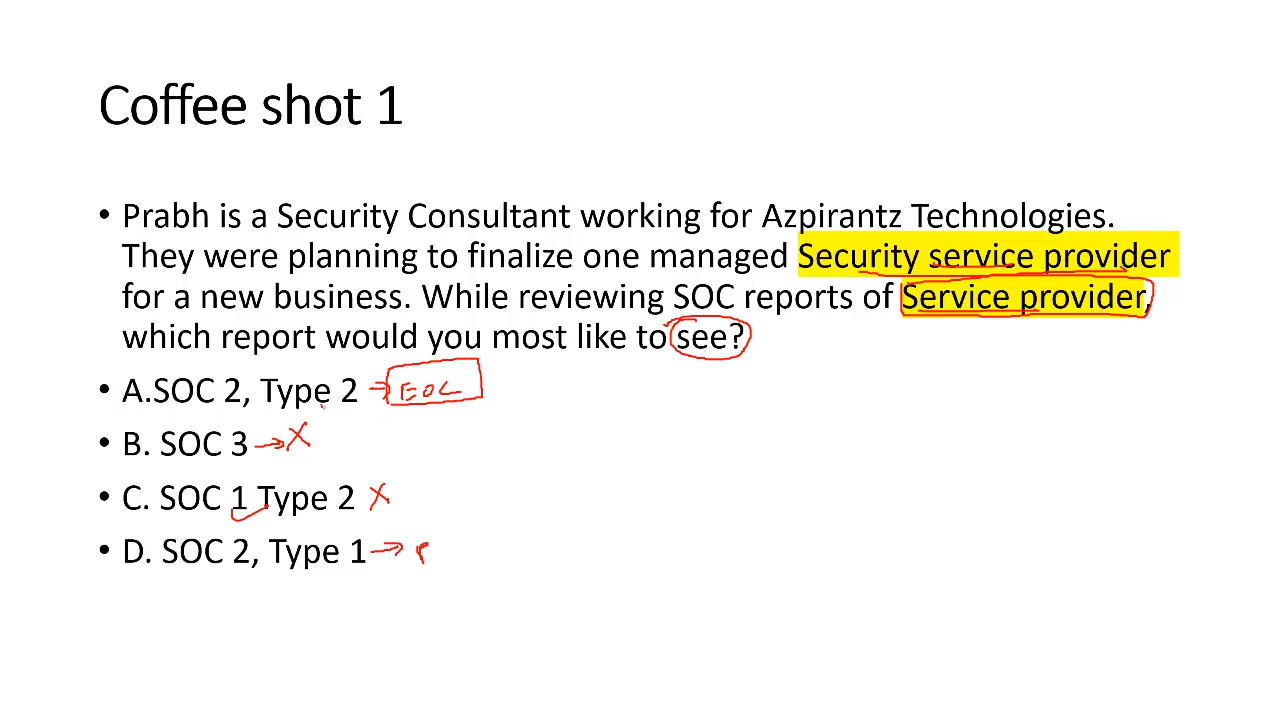 Coffee shot 1
• Prabh is a Security Consultant working for Azpirantz Technologies.
They were planning to finalize one managed Security service provider
for a new business. While reviewing SOC reports of Service provider,
which report would you most like to see?
• A.SOC 2, Type 2 → EOC
• B. SOC 3 → X
• C. SOC 1 Type 2 X
• D. SOC 2, Type 1 →